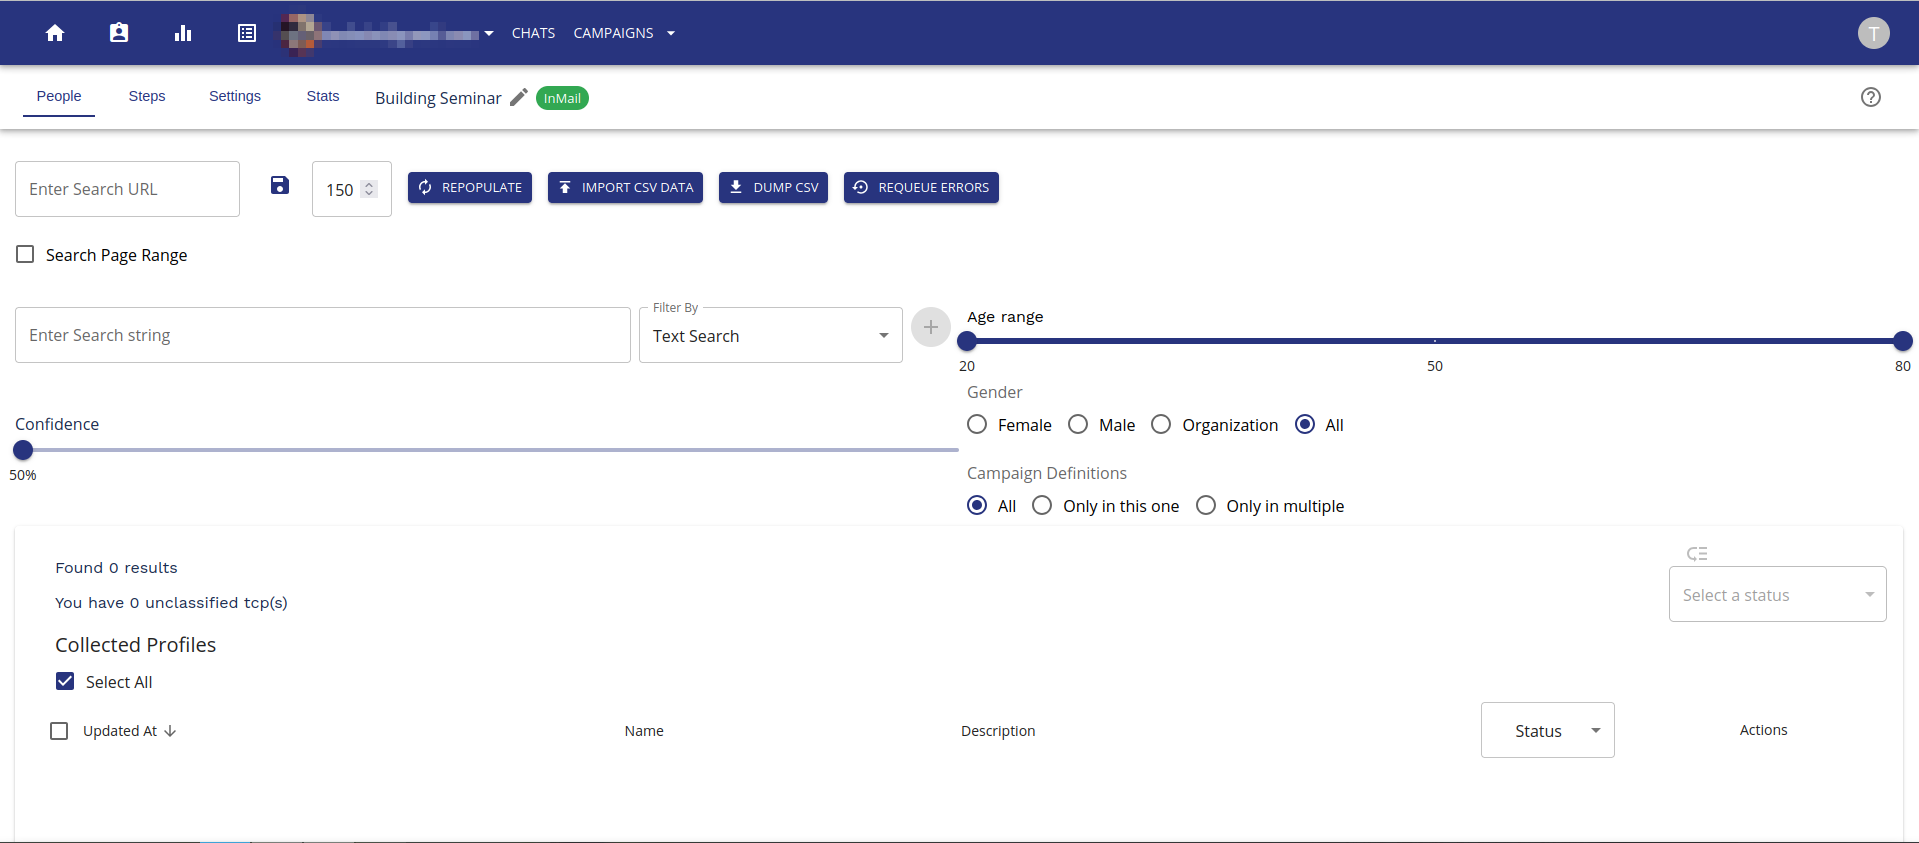 CHATS CAMPAIGNS T
People Steps Settings Stats Building Seminar InMail
Enter Search URL 150 REPOPULATE IMPORT CSV DATA DUMP CSV REQUEUE ERRORS
Search Page Range
Filter By
Enter Search string Text Search
Age range
20 50 80
Gender
Female Male Organization All
Confidence
50%
Campaign Definitions
All Only in this one Only in multiple
Found 0 results
You have 0 unclassified tcp(s)
Select a status
Collected Profiles
Select All
Updated At Name Description Status Actions